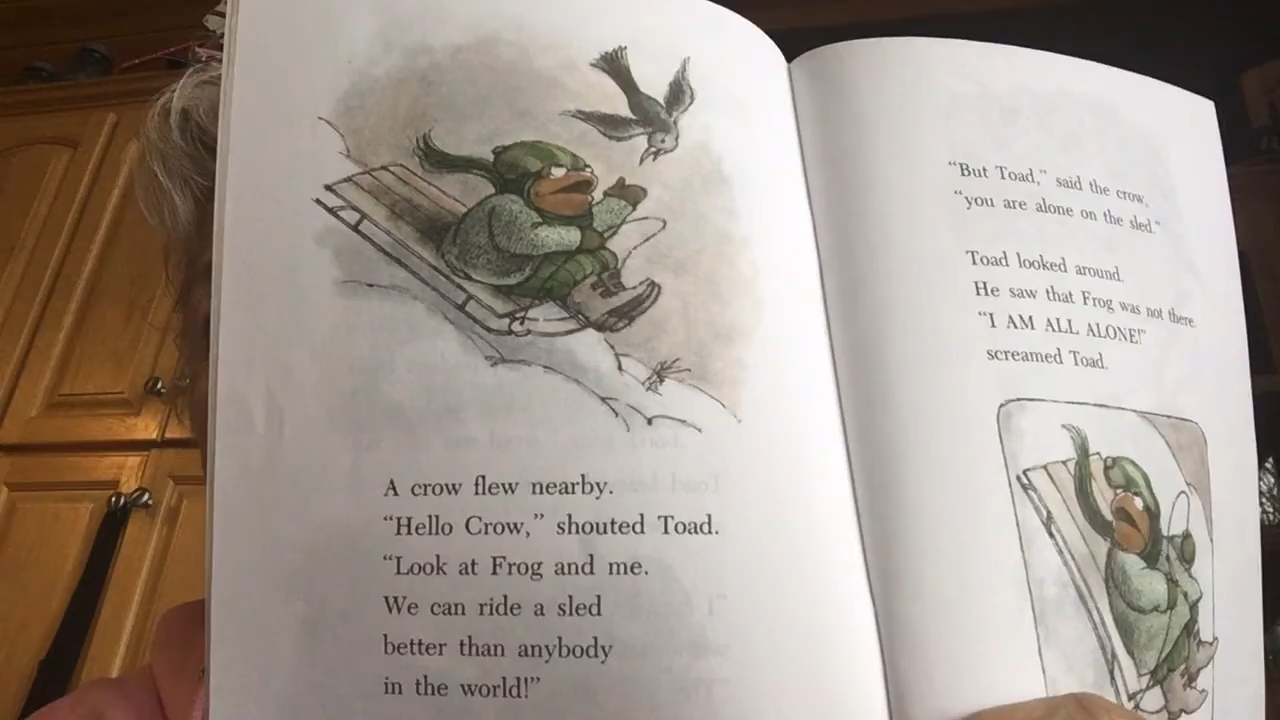 A crow flew nearby.
“Hello Crow,” shouted Toad.
“Look at Frog and me.
We can ride a sled
better than anybody
in the world!”
“But Toad,” said the crow,
“you are alone on the sled.”
Toad looked around.
He saw that Frog was not there.
“I AM ALL ALONE!”
screamed Toad.